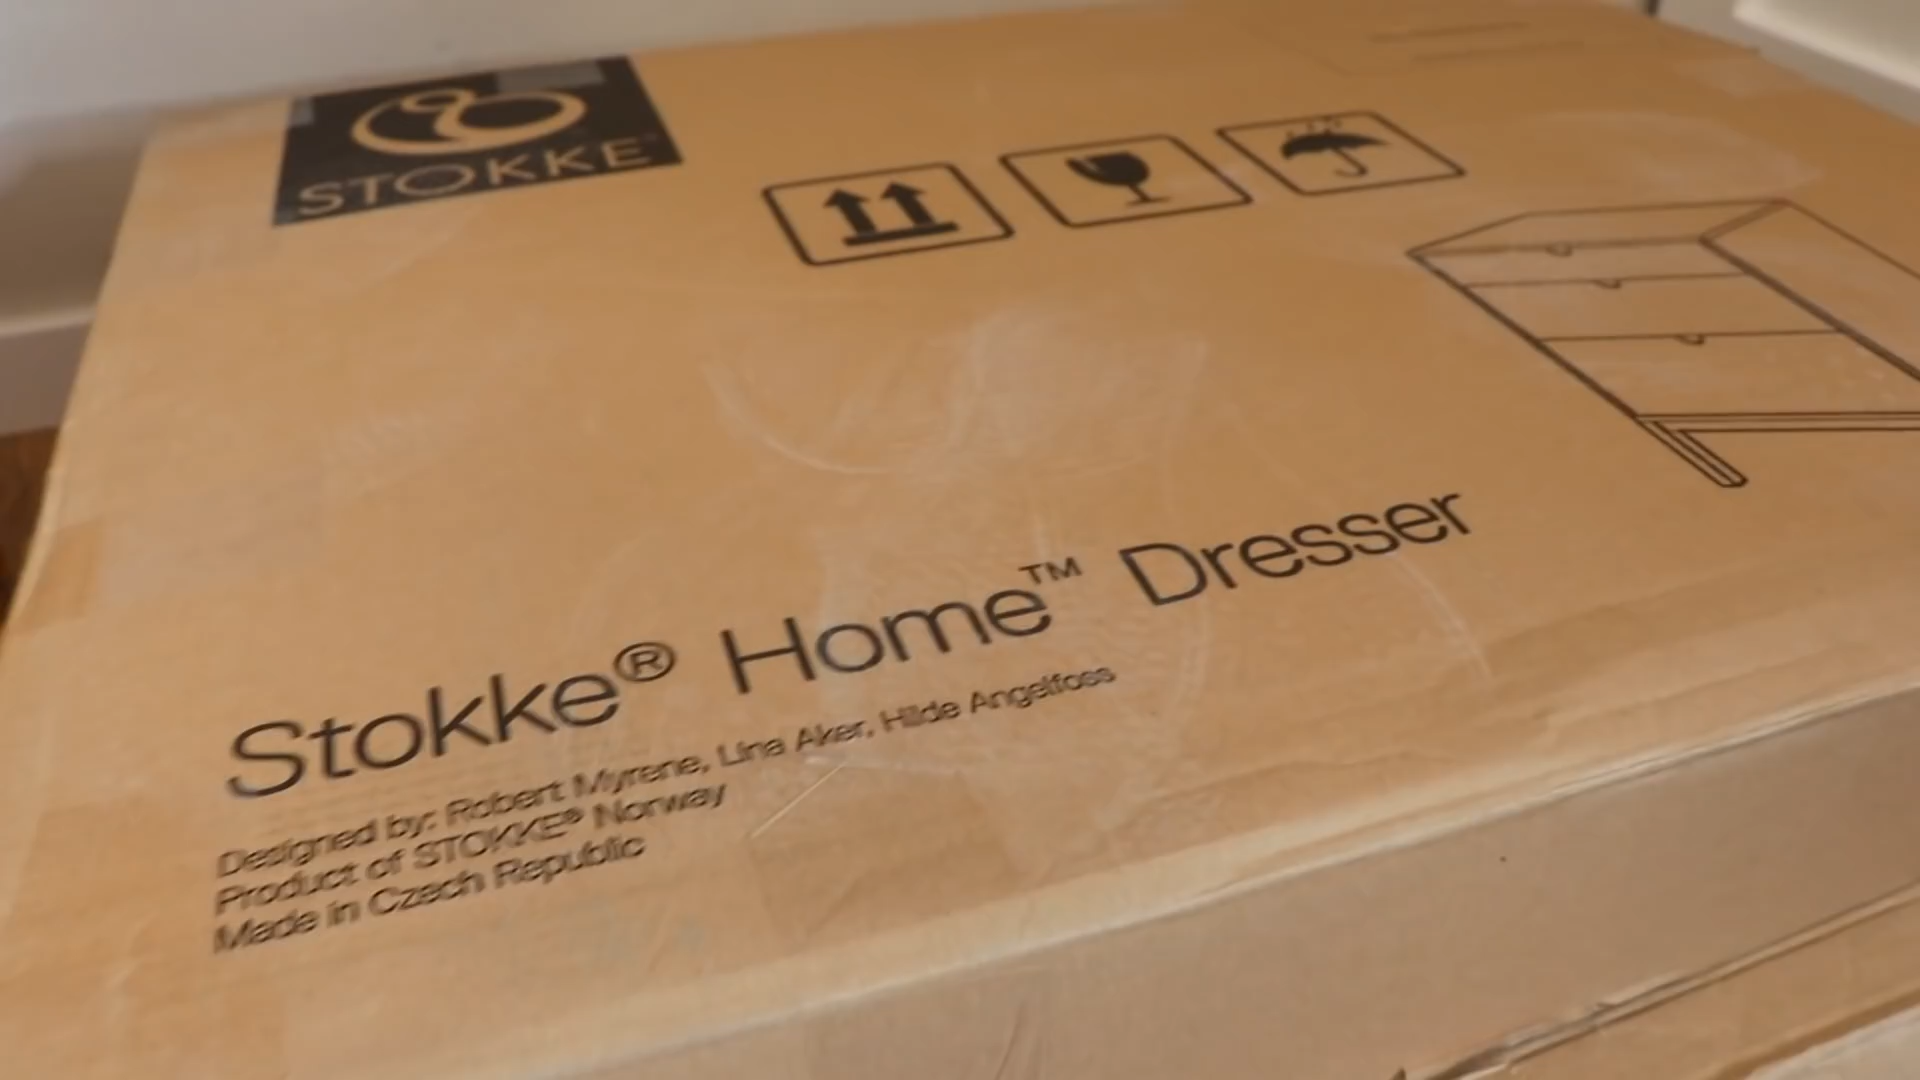 STOKKE
Stokke® Home™ Dresser
Designed by: Robert Myrene, Lina Aker, Hilde Angelfoss
Product of STOKKE® Norway
Made in Czech Republic